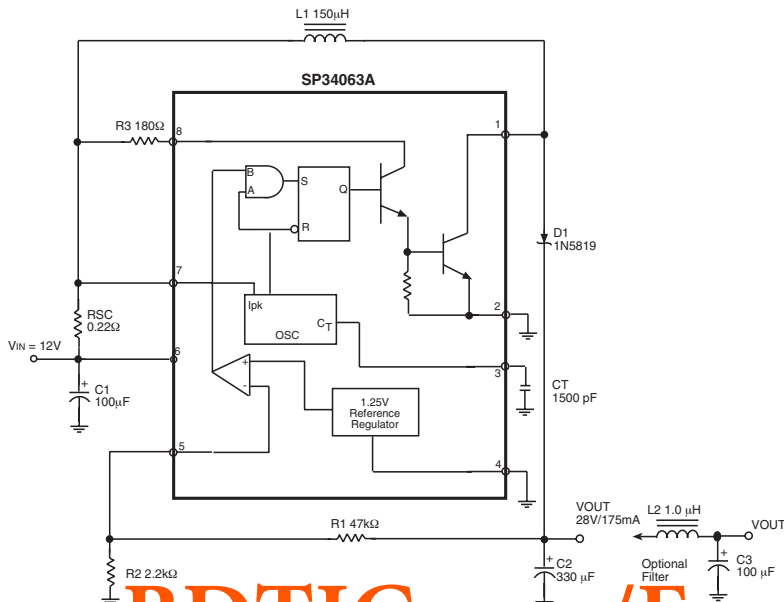 L1 150μH
SP34063A
R3 180Ω
8
1
B
A
S
Q
R
D1
1N5819
7
Ipk
CT
OSC
2
RSC
0.22Ω
VIN = 12V
6
+
C1
100μF
3
CT
1500 pF
+
-
1.25V
Reference
Regulator
5
4
R1 47kΩ
VOUT
28V/175mA
L2 1.0 μH
VOUT
R2 2.2kΩ
+
C2
330 μF
Optional
Filter
+
C3
100 μF